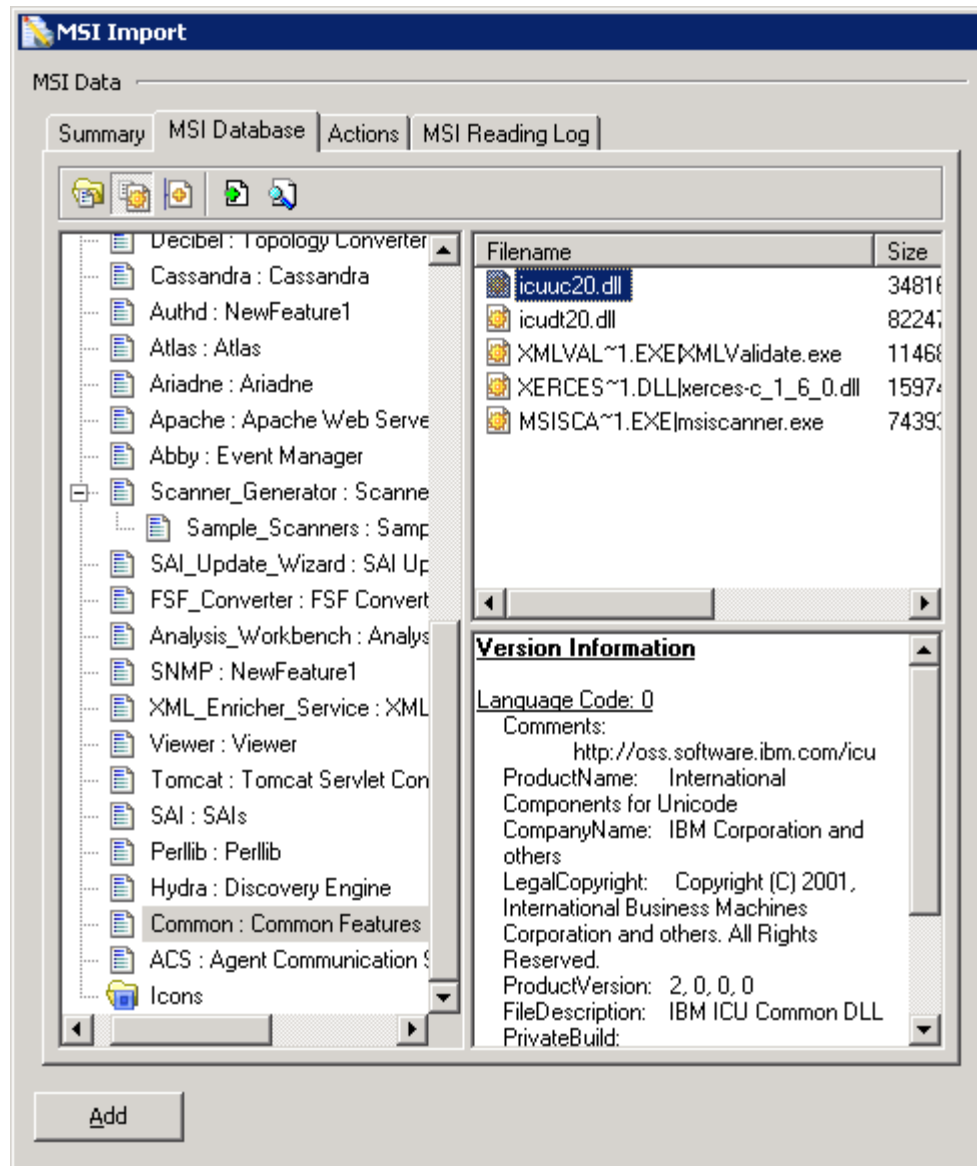 MSI Import
MSI Data
Summary
MSI Database
Actions
MSI Reading Log
Decibel : Topology Converter
Cassandra : Cassandra
Authd : NewFeature1
Atlas : Atlas
Ariadne : Ariadne
Apache : Apache Web Serve
Abby : Event Manager
Scanner_Generator : Scanne
Sample_Scanners : Samp
SAI_Update_Wizard : SAI Up
FSF_Converter : FSF Convert
Analysis_Workbench : Analys
SNMP : NewFeature1
XML_Enricher_Service : XML
Viewer : Viewer
Tomcat : Tomcat Servlet Con
SAI : SAIs
Perllib : Perllib
Hydra : Discovery Engine
Common : Common Features
ACS : Agent Communication S
Icons
Filename Size
icuuc20.dll 34816
icudt20.dll 82247
XMLVAL~1.EXE|XMLValidate.exe 11468
XERCES~1.DLL|xerces-c_1_6_0.dll 15974
MSISCA~1.EXE|msiscanner.exe 74393
Version Information
Language Code: 0
Comments:
http://oss.software.ibm.com/icu
ProductName: International
Components for Unicode
CompanyName: IBM Corporation and
others
LegalCopyright: Copyright (C) 2001,
International Business Machines
Corporation and others. All Rights
Reserved.
ProductVersion: 2, 0, 0, 0
FileDescription: IBM ICU Common DLL
PrivateBuild:
Add